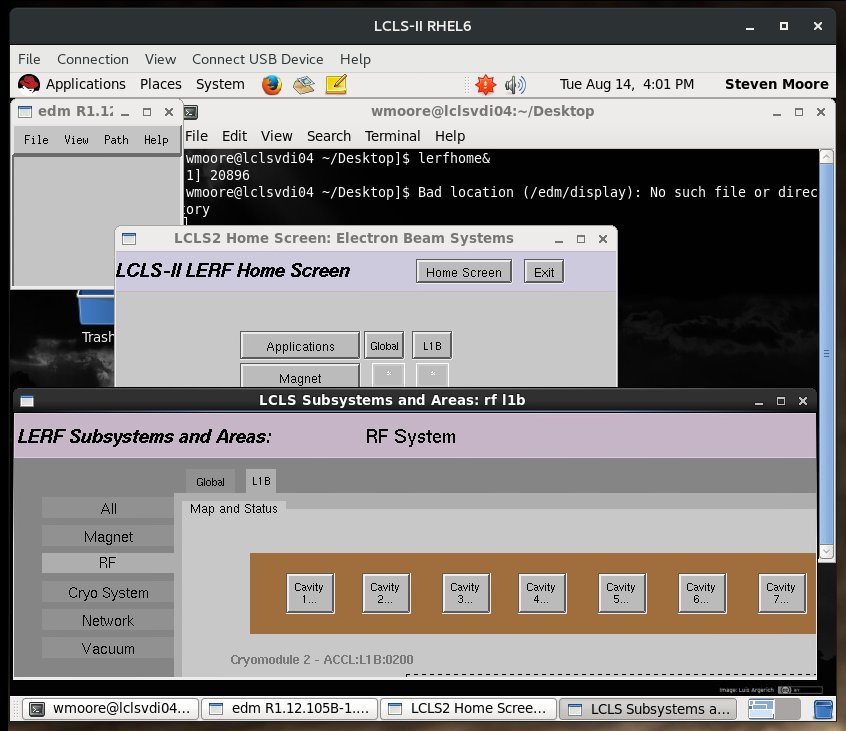 LCLS-II RHEL6
File Connection View Connect USB Device Help
Applications Places System Tue Aug 14, 4:01 PM Steven Moore
edm R1.12
wmoore@lclsvdi04:~/Desktop
File View Path Help
File Edit View Search Terminal Help
wmoore@lclsvdi04 ~/Desktop]$ lerfhome&
1] 20896
wmoore@lclsvdi04 ~/Desktop]$ Bad location (/edm/display): No such file or direc
tory
LCLS2 Home Screen: Electron Beam Systems
LCLS-II LERF Home Screen Home Screen Exit
Trash
Applications Global L1B
Magnet * *
LCLS Subsystems and Areas: rf l1b
LERF Subsystems and Areas: RF System
Global L1B
Map and Status
All
Magnet
RF
Cryo System
Network
Vacuum
Cavity 1... Cavity 2... Cavity 3... Cavity 4... Cavity 5... Cavity 6... Cavity 7...
Cryomodule 2 - ACCL:L1B:0200
Image: Luis Argerich
wmoore@lclsvdi04... edm R1.12.105B-1.... LCLS2 Home Scree... LCLS Subsystems a...